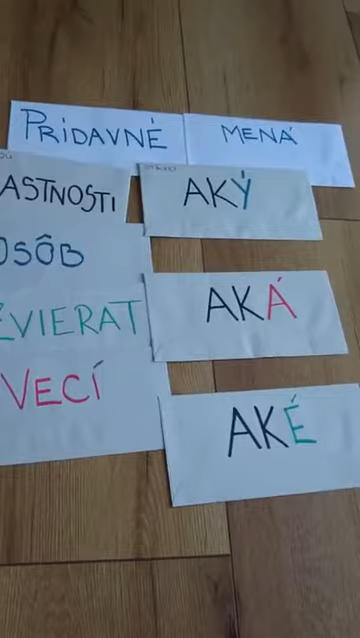 PRÍDAVNÉ MENÁ
ASTNOSTI
OSÔB
ZVIERAT
VECÍ
AKÝ
AKÁ
AKÉ